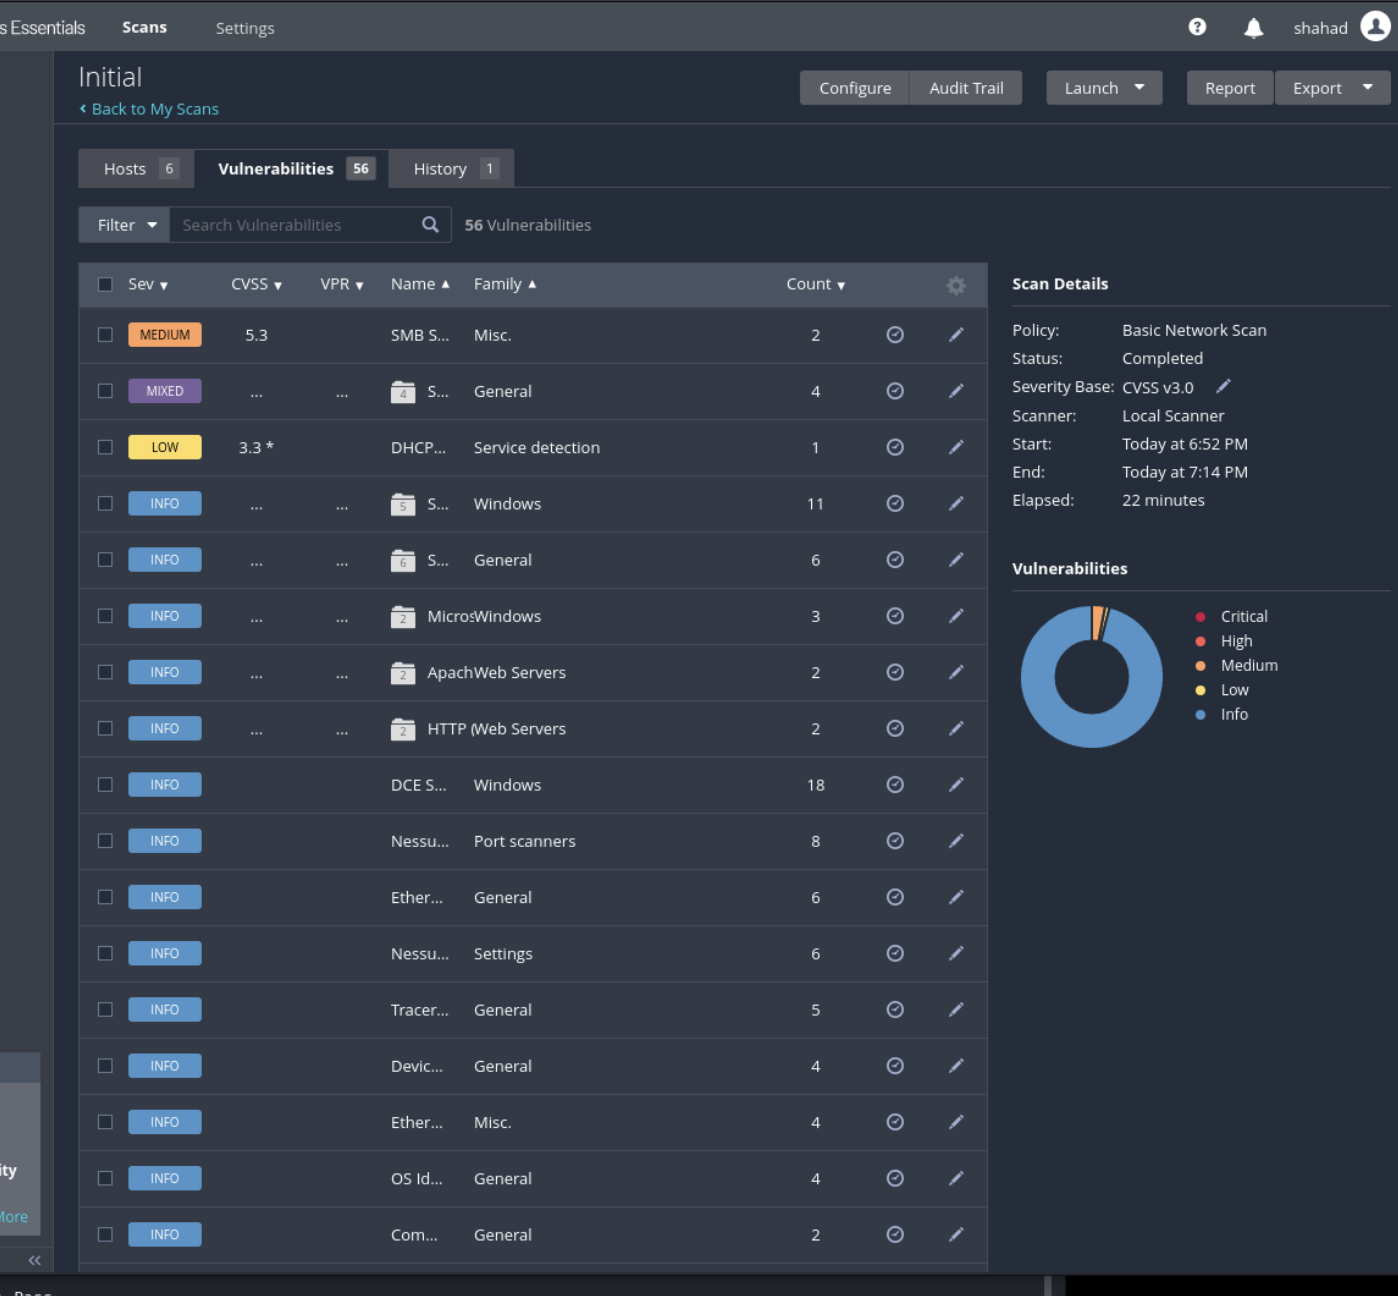 s Essentials Scans Settings shahad
Initial
Back to My Scans
Configure Audit Trail Launch Report Export
Hosts 6 Vulnerabilities 56 History 1
Filter Search Vulnerabilities 56 Vulnerabilities
Sev CVSS VPR Name Family Count
MEDIUM 5.3 SMB S... Misc. 2
MIXED ... ... 4 S... General 4
LOW 3.3 * DHCP... Service detection 1
INFO ... ... 5 S... Windows 11
INFO ... ... 6 S... General 6
INFO ... ... 2 Micros Windows 3
INFO ... ... 2 Apach Web Servers 2
INFO ... ... 2 HTTP ( Web Servers 2
INFO DCE S... Windows 18
INFO Nessu... Port scanners 8
INFO Ether... General 6
INFO Nessu... Settings 6
INFO Tracer... General 5
INFO Devic... General 4
INFO Ether... Misc. 4
INFO OS Id... General 4
INFO Com... General 2
Scan Details
Policy: Basic Network Scan
Status: Completed
Severity Base: CVSS v3.0
Scanner: Local Scanner
Start: Today at 6:52 PM
End: Today at 7:14 PM
Elapsed: 22 minutes
Vulnerabilities
Critical
High
Medium
Low
Info
ity
More